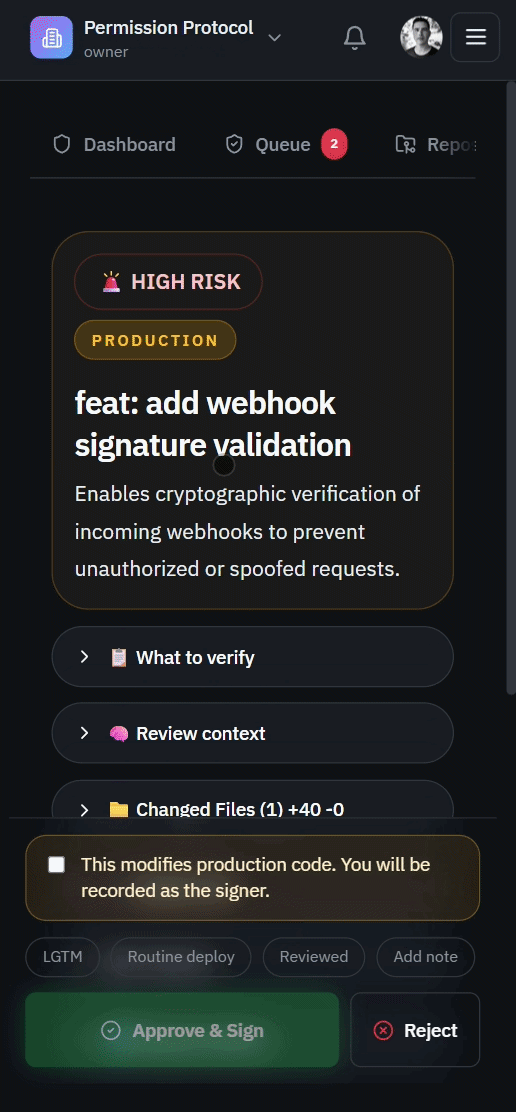 Permission Protocol
owner
Dashboard
Queue
2
Repo
🚨 HIGH RISK
PRODUCTION
feat: add webhook
signature validation
Enables cryptographic verification of
incoming webhooks to prevent
unauthorized or spoofed requests.
📋 What to verify
🧠 Review context
📁 Changed Files (1) +40 -0
This modifies production code. You will be
recorded as the signer.
LGTM
Routine deploy
Reviewed
Add note
Approve & Sign
Reject